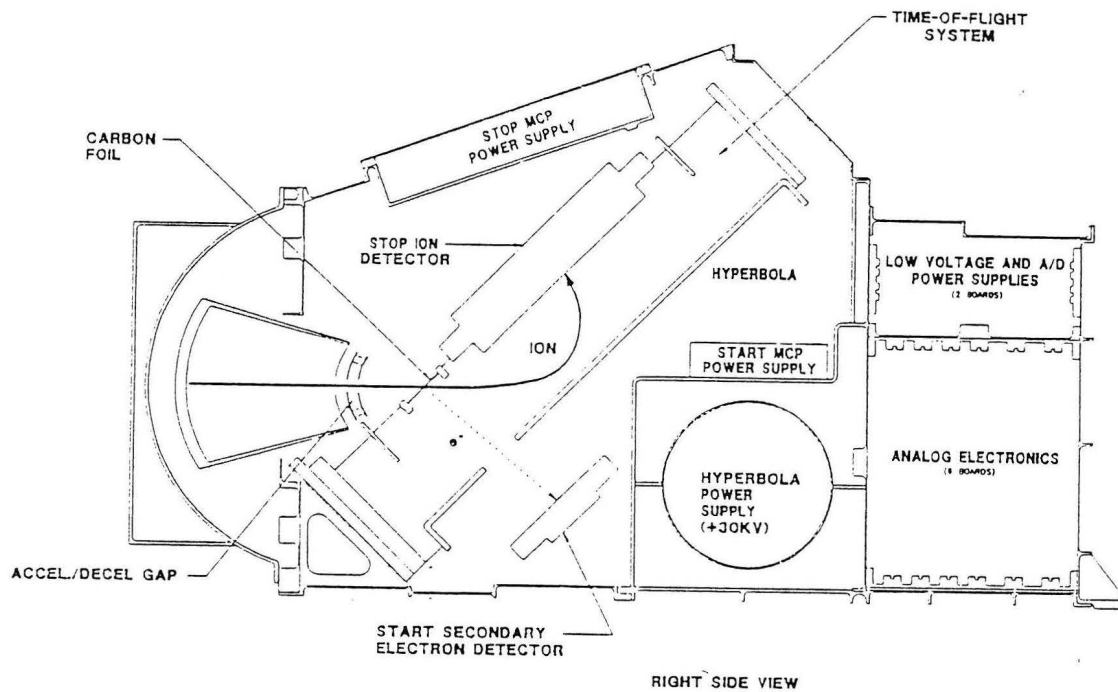 TIME-OF-FLIGHT
SYSTEM
CARBON
FOIL
STOP MCP
POWER SUPPLY
STOP ION
DETECTOR
HYPERBOLA
LOW VOLTAGE AND A/D
POWER SUPPLIES
(2 BOARDS)
ION
START MCP
POWER SUPPLY
e-
ANALOG ELECTRONICS
HYPERBOLA
POWER
SUPPLY
(+30KV)
ACCEL./DECEL GAP
START SECONDARY
ELECTRON DETECTOR
RIGHT SIDE VIEW